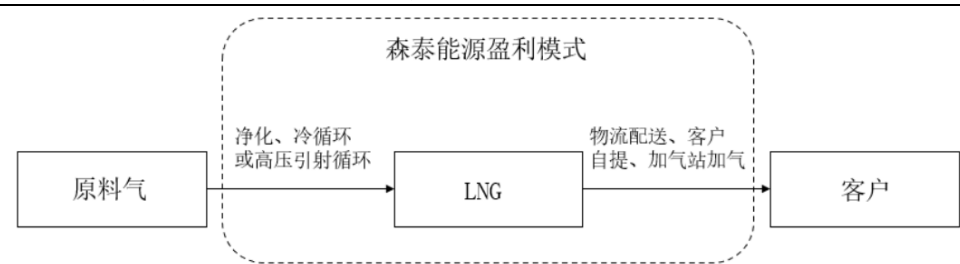 森泰能源盈利模式
净化、冷循环
或高压引射循环
物流配送、客户
自提、加气站加气
原料气
LNG
客户